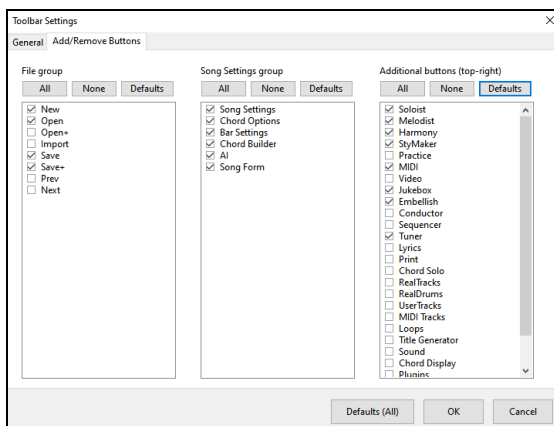 Toolbar Settings
General Add/Remove Buttons
File group
All None Defaults
New
Open
Open+
Import
Save
Save+
Prev
Next
Song Settings group
All None Defaults
Song Settings
Chord Options
Bar Settings
Chord Builder
AI
Song Form
Additional buttons (top-right)
All None Defaults
Soloist
Melodist
Harmony
StyMaker
Practice
MIDI
Video
Jukebox
Embellish
Conductor
Sequencer
Tuner
Lyrics
Print
Chord Solo
RealTracks
RealDrums
UserTracks
MIDI Tracks
Loops
Title Generator
Sound
Chord Display
Plugins
Defaults (All) OK Cancel